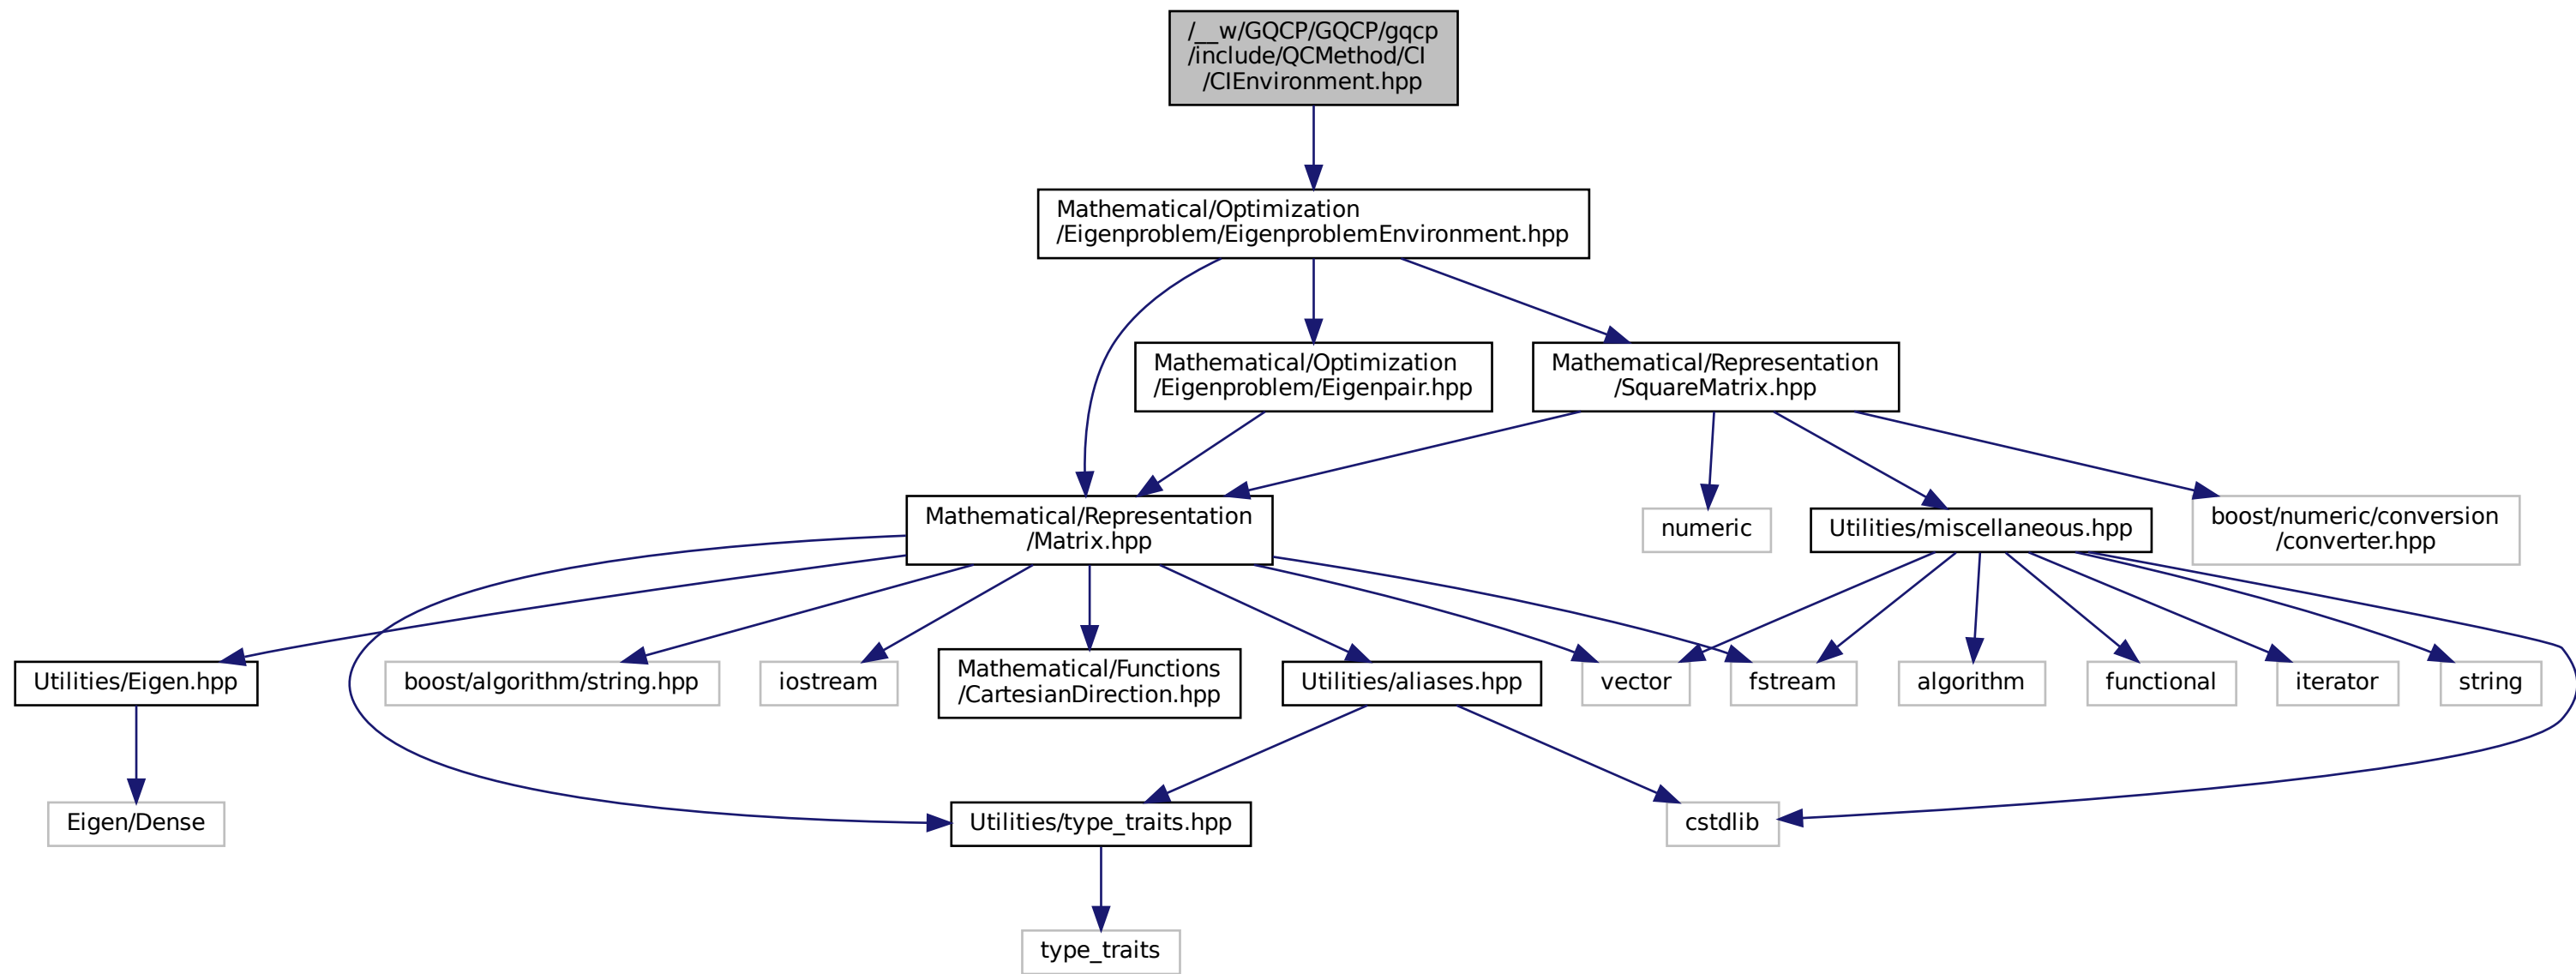 /__w/GQCP/GQCP/gqcp
/include/QCMethod/CI
/CIEnvironment.hpp
Mathematical/Optimization
/Eigenproblem/EigenproblemEnvironment.hpp
Mathematical/Optimization
/Eigenproblem/Eigenpair.hpp
Mathematical/Representation
/SquareMatrix.hpp
Mathematical/Representation
/Matrix.hpp
numeric
Utilities/miscellaneous.hpp
boost/numeric/conversion
/converter.hpp
Utilities/Eigen.hpp
boost/algorithm/string.hpp
iostream
Mathematical/Functions
/CartesianDirection.hpp
Utilities/aliases.hpp
vector
fstream
algorithm
functional
iterator
string
Eigen/Dense
Utilities/type_traits.hpp
cstdlib
type_traits